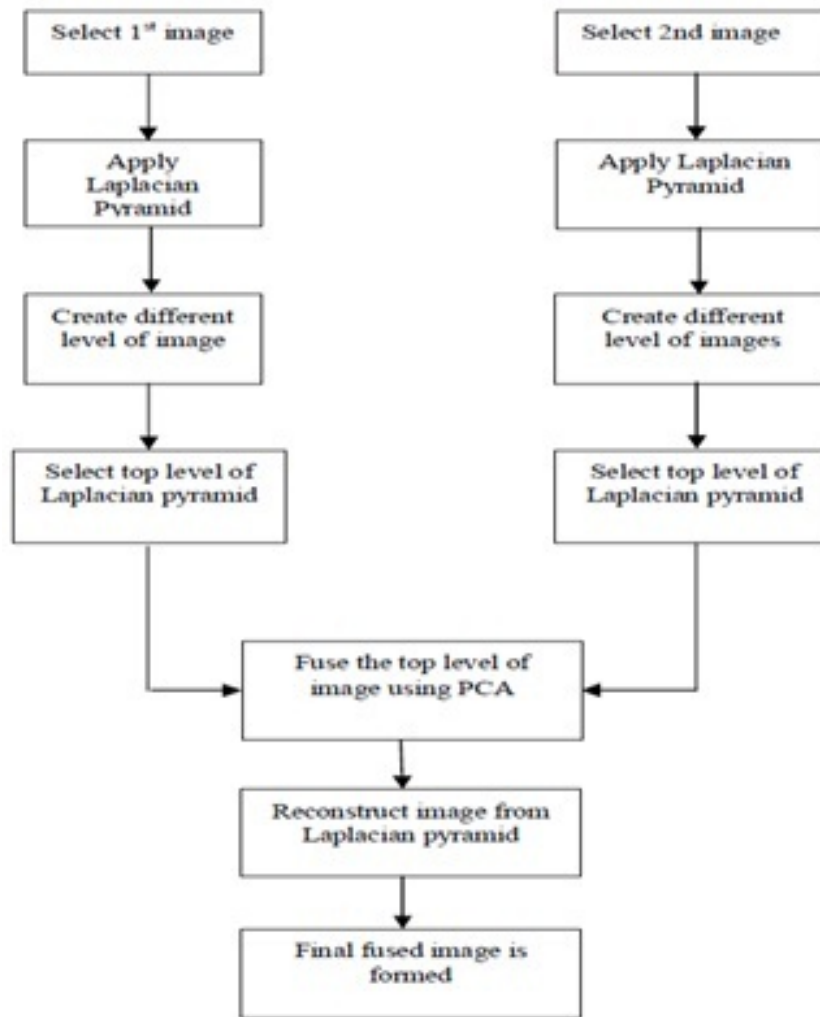 Select 1st image
Apply
Laplacian
Pyramid
Create different
level of image
Select top level of
Laplacian pyramid
Select 2nd image
Apply Laplacian
Pyramid
Create different
level of images
Select top level of
Laplacian pyramid
Fuse the top level of
image using PCA
Reconstruct image from
Laplacian pyramid
Final fused image is
formed